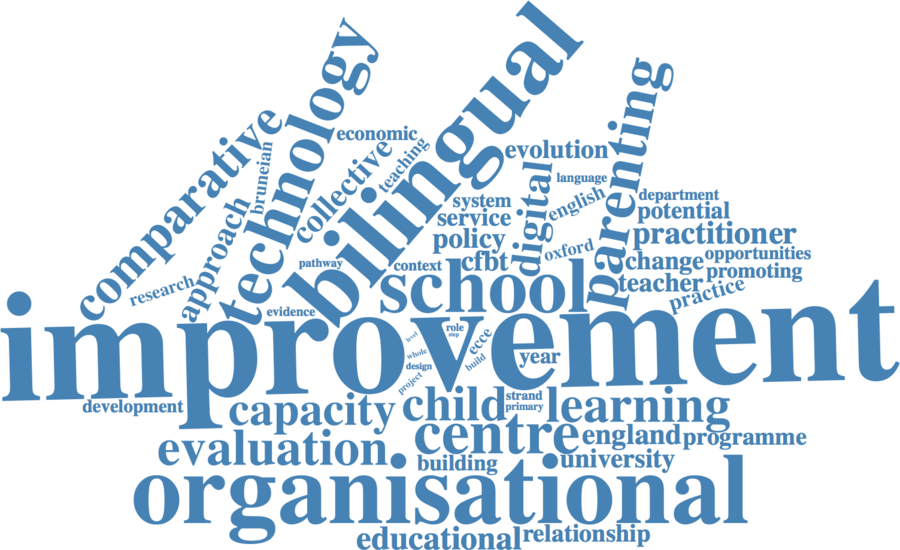 bilingual
technology
parenting
comparative
economic
collective
teaching
bruneian
evolution
language
digital
english
system
service
policy
department
potential
practitioner
approach
research
pathway
context
cfbt
oxford
change
opportunities
promoting
teacher
practice
school
evidence
improvement
role
step
level
whole
design
project
ecce
build
year
development
capacity
child
strand
primary
learning
centre
england
programme
evaluation
building
university
organisational
educational
relationship